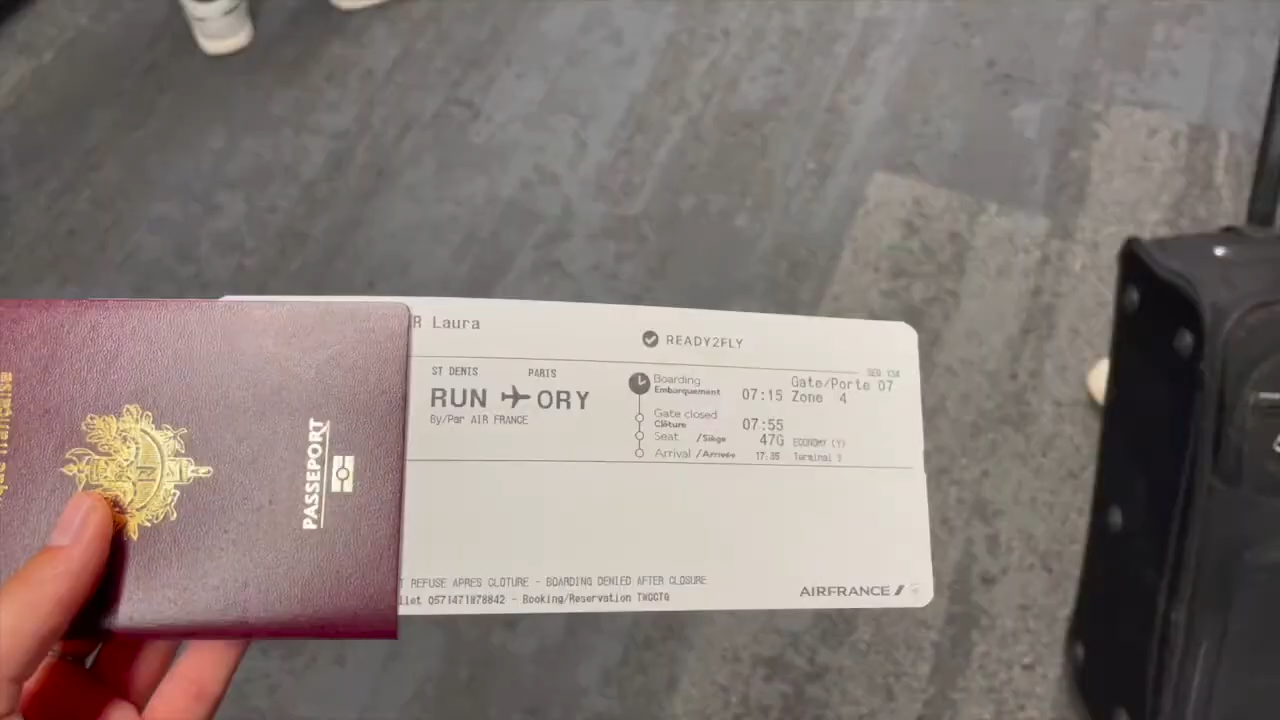 R Laura
READY2FLY
ST DENIS PARIS
RUN ORY
By/Par AIR FRANCE
Boarding
Embarquement 07:15
Gate/Porte 07
Zone 4
Gate closed
Clôture 07:55
Seat /Siège 47G ECONOMY (Y)
Arrival /Arrivée 17:35 Terminal
REFUSE APRES CLOTURE - BOARDING DENIED AFTER CLOSURE
- Booking/Reservation
AIRFRANCE
PASSEPORT